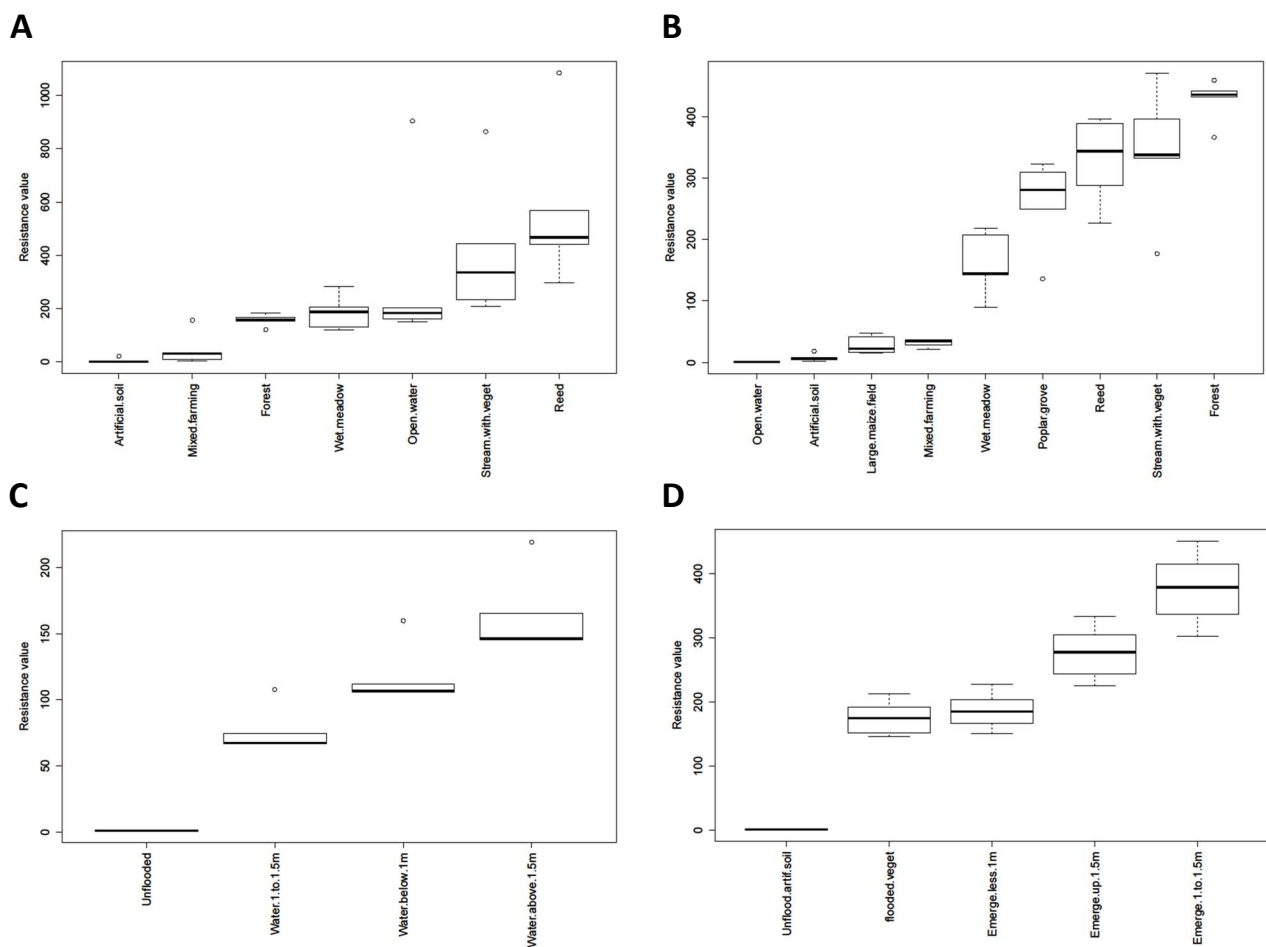 A
Resistance value
1000
800
600
400
200
0
Artificial.soil
Mixed.farming
Forest
Wet.meadow
Open.water
Stream.with.veget
Reed
B
Resistance value
400
300
200
100
0
Open.water
Artificial.soil
Large.maize.field
Mixed.farming
Wet.meadow
Poplar.grove
Reed
Stream.with.veget
Forest
C
Resistance value
200
150
100
50
0
Unflooded
Water.1.to.1.5m
Water.below.1m
Water.above.1.5m
D
Resistance value
400
300
200
100
0
Unflood.artif.soil
flooded.veget
Emerge.less.1m
Emerge.up.1.5m
Emerge.1.to.1.5m